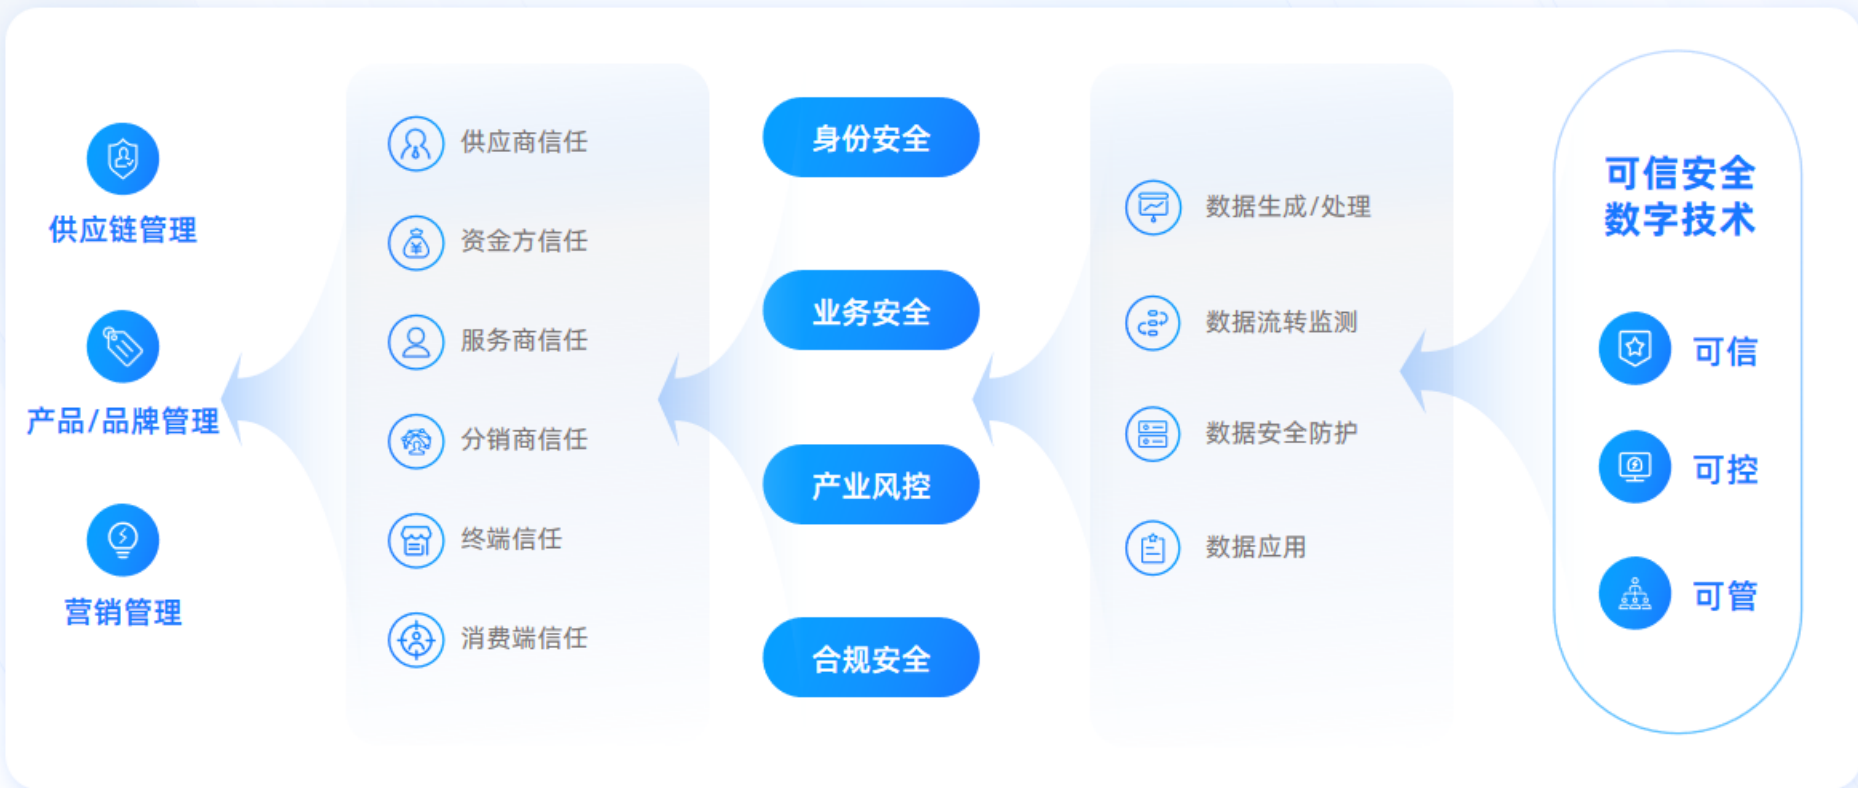 供应链管理
产品/品牌管理
营销管理
供应商信任
资金方信任
服务商信任
分销商信任
终端信任
消费端信任
身份安全
业务安全
产业风控
合规安全
数据生成/处理
数据流转监测
数据安全防护
数据应用
可信安全
数字技术
可信
可控
可管